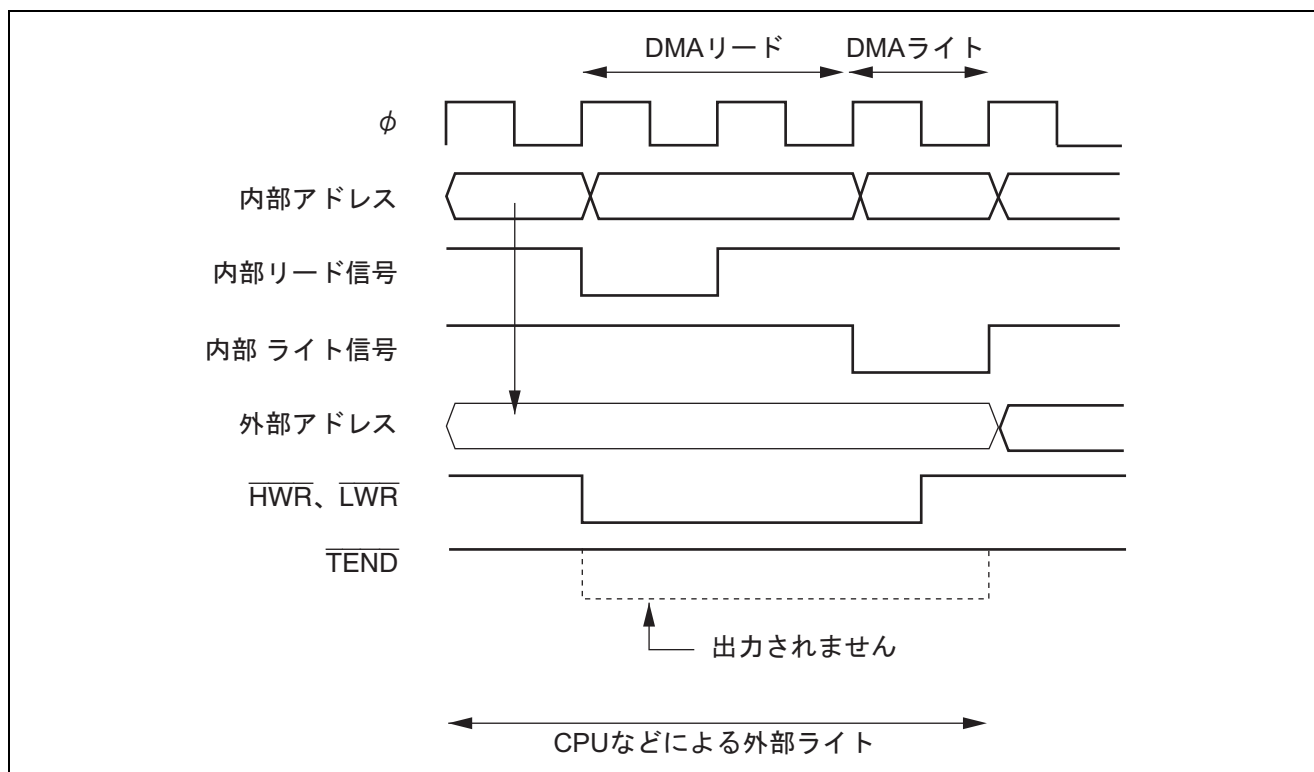 DMAリード DMAライト
φ
内部アドレス
内部リード信号
内部 ライト信号
外部アドレス
HWR、LWR
TEND
出力されません
CPUなどによる外部ライト